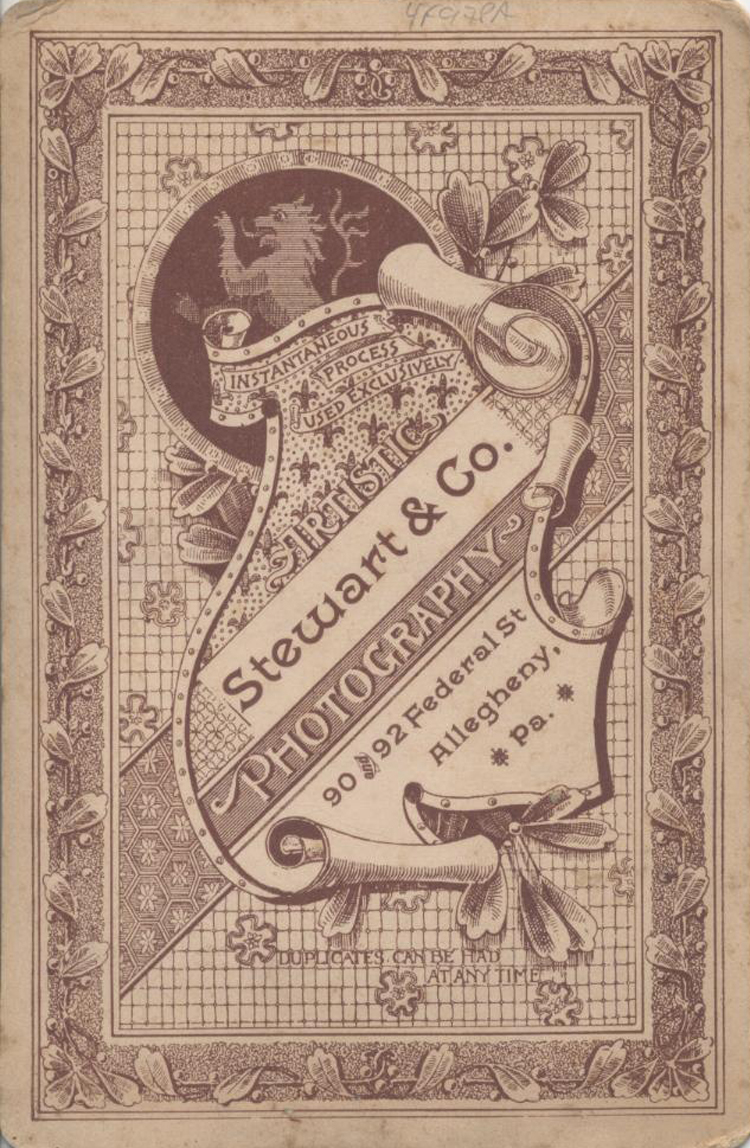 INSTANTANEOUS
PROCESS
USED EXCLUSIVELY
ARTISTIC
Stewart & Co.
PHOTOGRAPHY
90 and 92 Federal St
Allegheny,
* Pa. *
DUPLICATES CAN BE HAD
AT ANY TIME